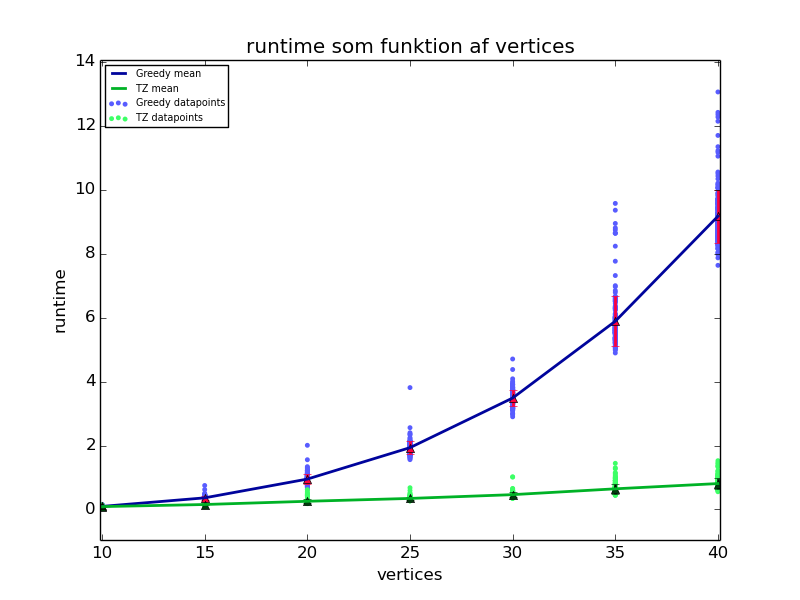 runtime som funktion af vertices
14
Greedy mean
TZ mean
Greedy datapoints
TZ datapoints
12
10
8
6
4
2
0
runtime
10 15 20 25 30 35 40
vertices